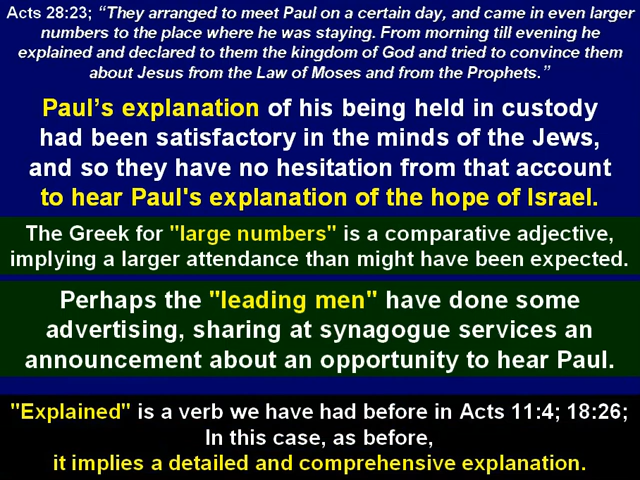 Acts 28:23; “They arranged to meet Paul on a certain day, and came in even larger
numbers to the place where he was staying. From morning till evening he
explained and declared to them the kingdom of God and tried to convince them
about Jesus from the Law of Moses and from the Prophets.”
Paul’s explanation of his being held in custody
had been satisfactory in the minds of the Jews,
and so they have no hesitation from that account
to hear Paul's explanation of the hope of Israel.
The Greek for "large numbers" is a comparative adjective,
implying a larger attendance than might have been expected.
Perhaps the "leading men" have done some
advertising, sharing at synagogue services an
announcement about an opportunity to hear Paul.
"Explained" is a verb we have had before in Acts 11:4; 18:26;
In this case, as before,
it implies a detailed and comprehensive explanation.